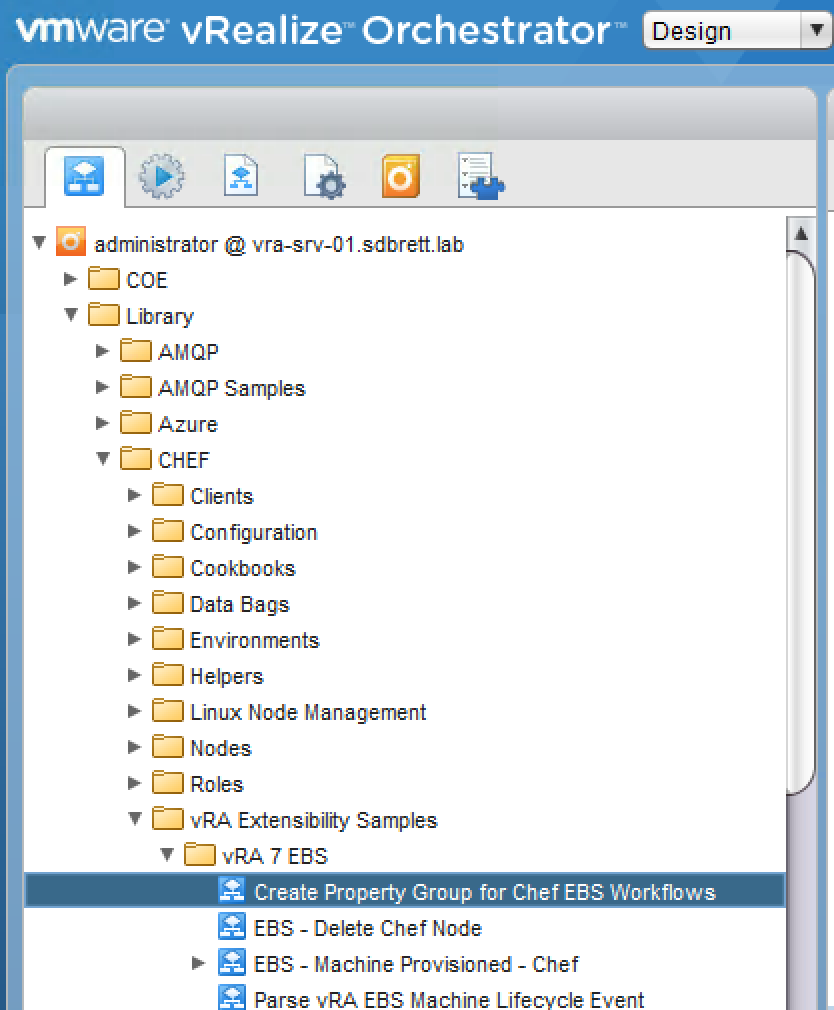 vmware® vRealize™ Orchestrator™ Design
administrator @ vra-srv-01.sdbrett.lab
COE
Library
AMQP
AMQP Samples
Azure
CHEF
Clients
Configuration
Cookbooks
Data Bags
Environments
Helpers
Linux Node Management
Nodes
Roles
vRA Extensibility Samples
vRA 7 EBS
Create Property Group for Chef EBS Workflows
EBS - Delete Chef Node
EBS - Machine Provisioned - Chef
Parse vRA EBS Machine Lifecycle Event